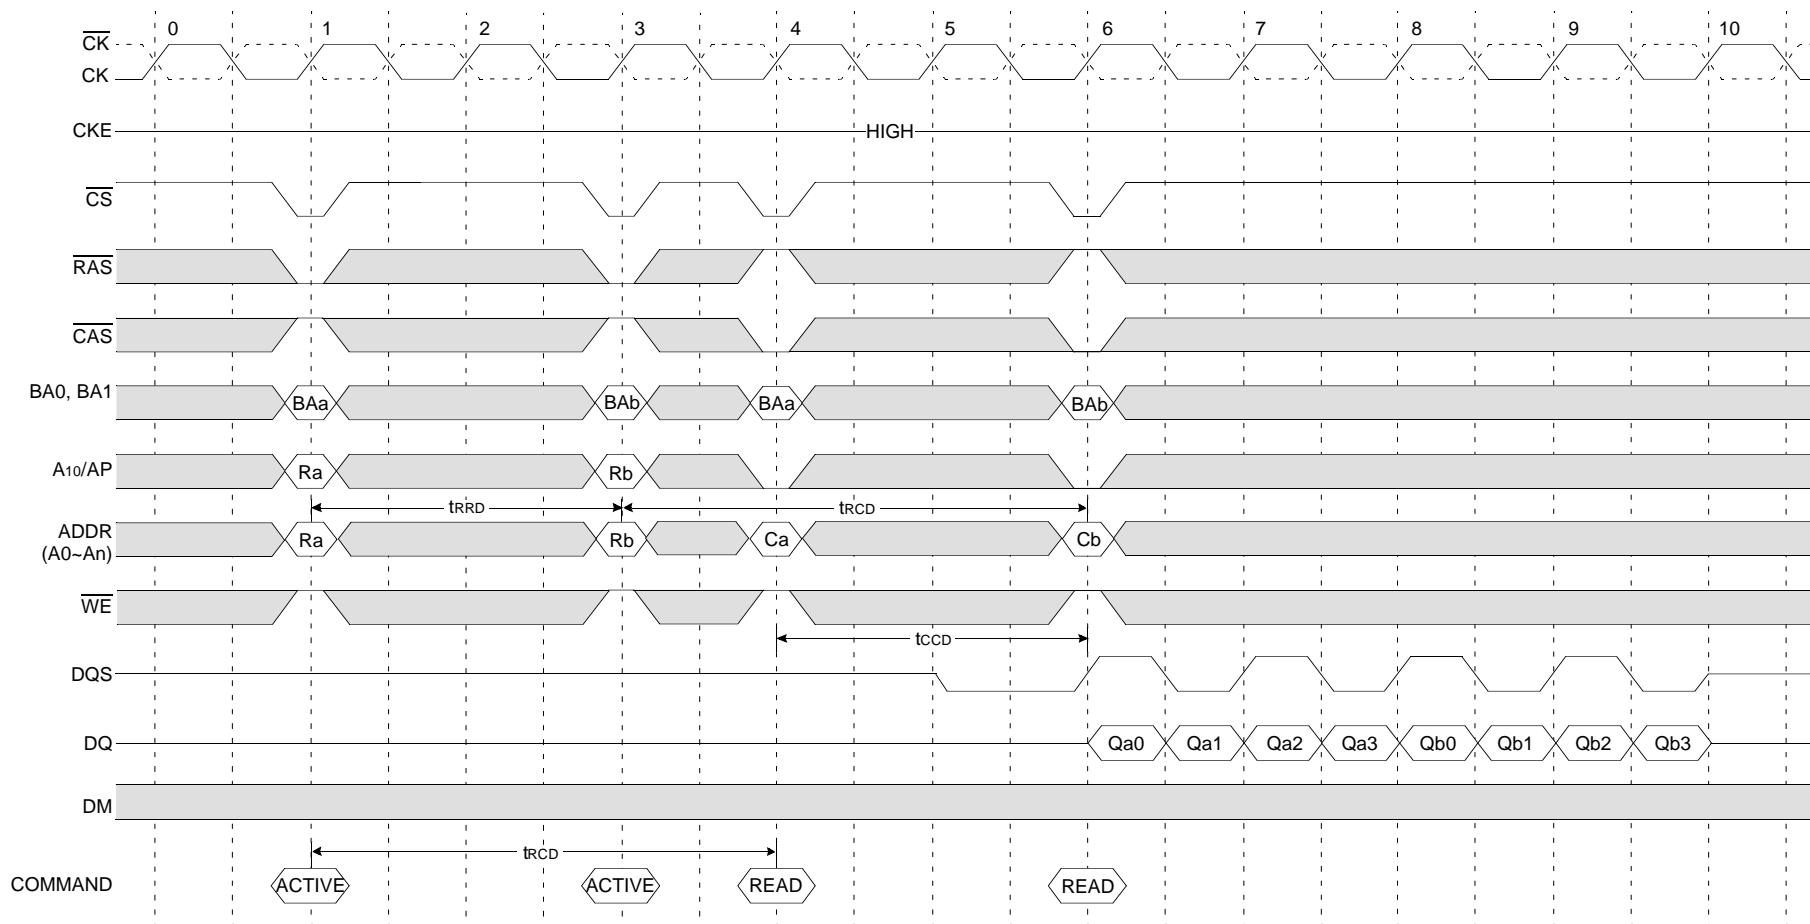 0 1 2 3 4 5 6 7 8 9 10
CK
CK
CKE HIGH
CS
RAS
CAS
BA0, BA1 BAa BAb BAa BAb
A10/AP Ra Rb
tRRD tRCD
ADDR
(A0~An) Ra Rb Ca Cb
WE
tCCD
DQS
DQ Qa0 Qa1 Qa2 Qa3 Qb0 Qb1 Qb2 Qb3
DM
tRCD
COMMAND ACTIVE ACTIVE READ READ